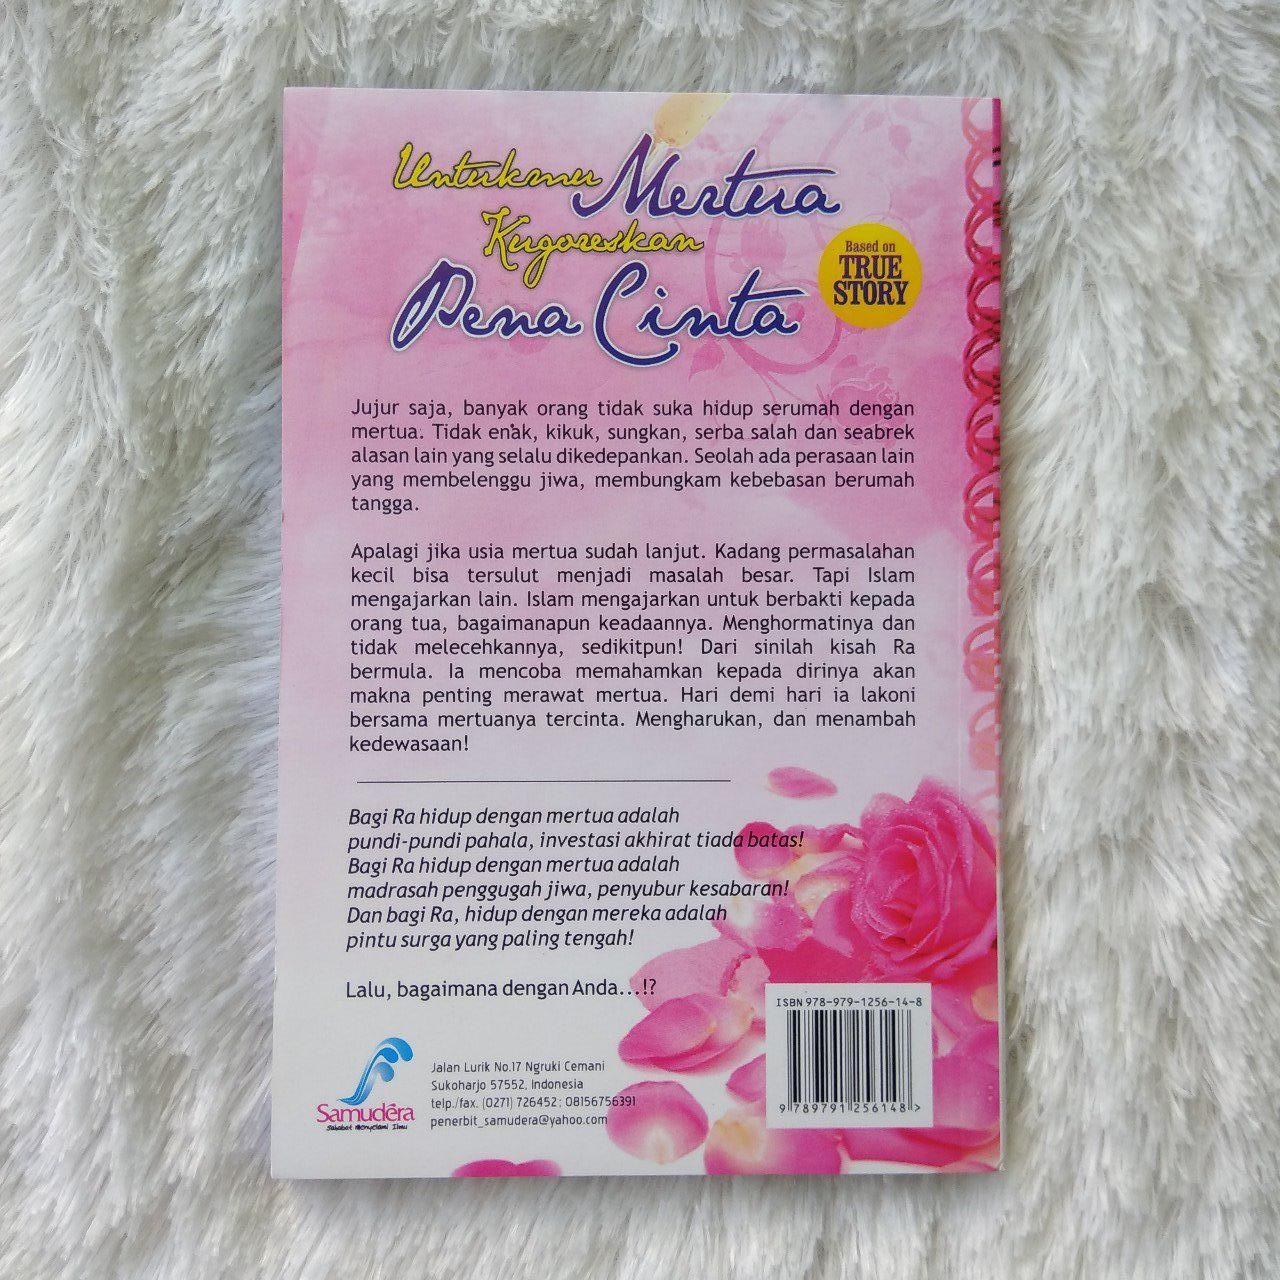 Untukmu Mertua
Kugoreskan
Pena Cinta
Based on
TRUE
STORY
Jujur saja, banyak orang tidak suka hidup serumah dengan
mertua. Tidak enak, kikuk, sungkan, serba salah dan seabrek
alasan lain yang selalu dikedepankan. Seolah ada perasaan lain
yang membelenggu jiwa, membungkam kebebasan berumah
tangga.
Apalagi jika usia mertua sudah lanjut. Kadang permasalahan
kecil bisa tersulut menjadi masalah besar. Tapi Islam
mengajarkan lain. Islam mengajarkan untuk berbakti kepada
orang tua, bagaimanapun keadaannya. Menghormatinya dan
tidak melecehkannya, sedikitpun! Dari sinilah kisah Ra
bermula. Ia mencoba memahamkan kepada dirinya akan
makna penting merawat mertua. Hari demi hari ia lakoni
bersama mertuanya tercinta. Mengharukan, dan menambah
kedewasaan!
Bagi Ra hidup dengan mertua adalah
pundi-pundi pahala, investasi akhirat tiada batas!
Bagi Ra hidup dengan mertua adalah
madrasah penggugah jiwa, penyubur kesabaran!
Dan bagi Ra, hidup dengan mereka adalah
pintu surga yang paling tengah!
Lalu, bagaimana dengan Anda...!?
Samudera
Sahabat Menyelami Ilmu
Jalan Lurik No.17 Ngruki Cemani
Sukoharjo 57552, Indonesia
telp./fax. (0271) 726452; 08156756391
penerbit_samudera@yahoo.com
ISBN 978-979-1256-14-8
9 789791 256148 >